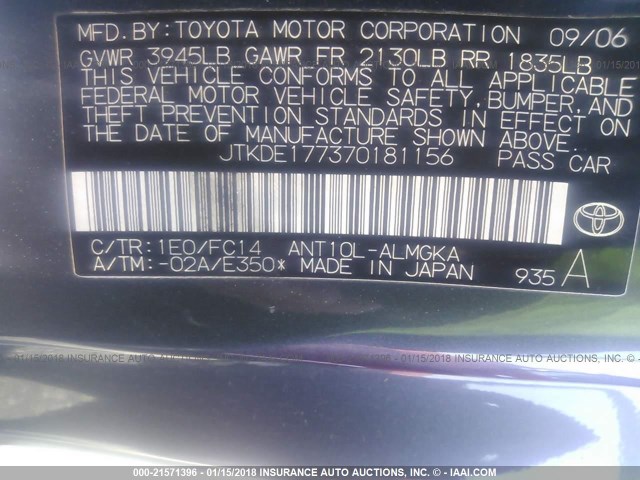 MFD.BY:TOYOTA MOTOR CORPORATION 09/06
GVWR 3945LB GAWR FR 2130LB RR 1835LB
THIS VEHICLE CONFORMS TO ALL APPLICABLE
FEDERAL MOTOR VEHICLE SAFETY,BUMPER,AND
THEFT PREVENTION STANDARDS IN EFFECT ON
THE DATE OF MANUFACTURE SHOWN ABOVE.
JTKDE177370181156 PASS CAR
C/TR:1E0/FC14 ANT10L-ALMGKA
A/TM:-02A/E350* MADE IN JAPAN 935 A
000-21571396 - 01/15/2018 INSURANCE AUTO AUCTIONS INC. © - IAAI.COM